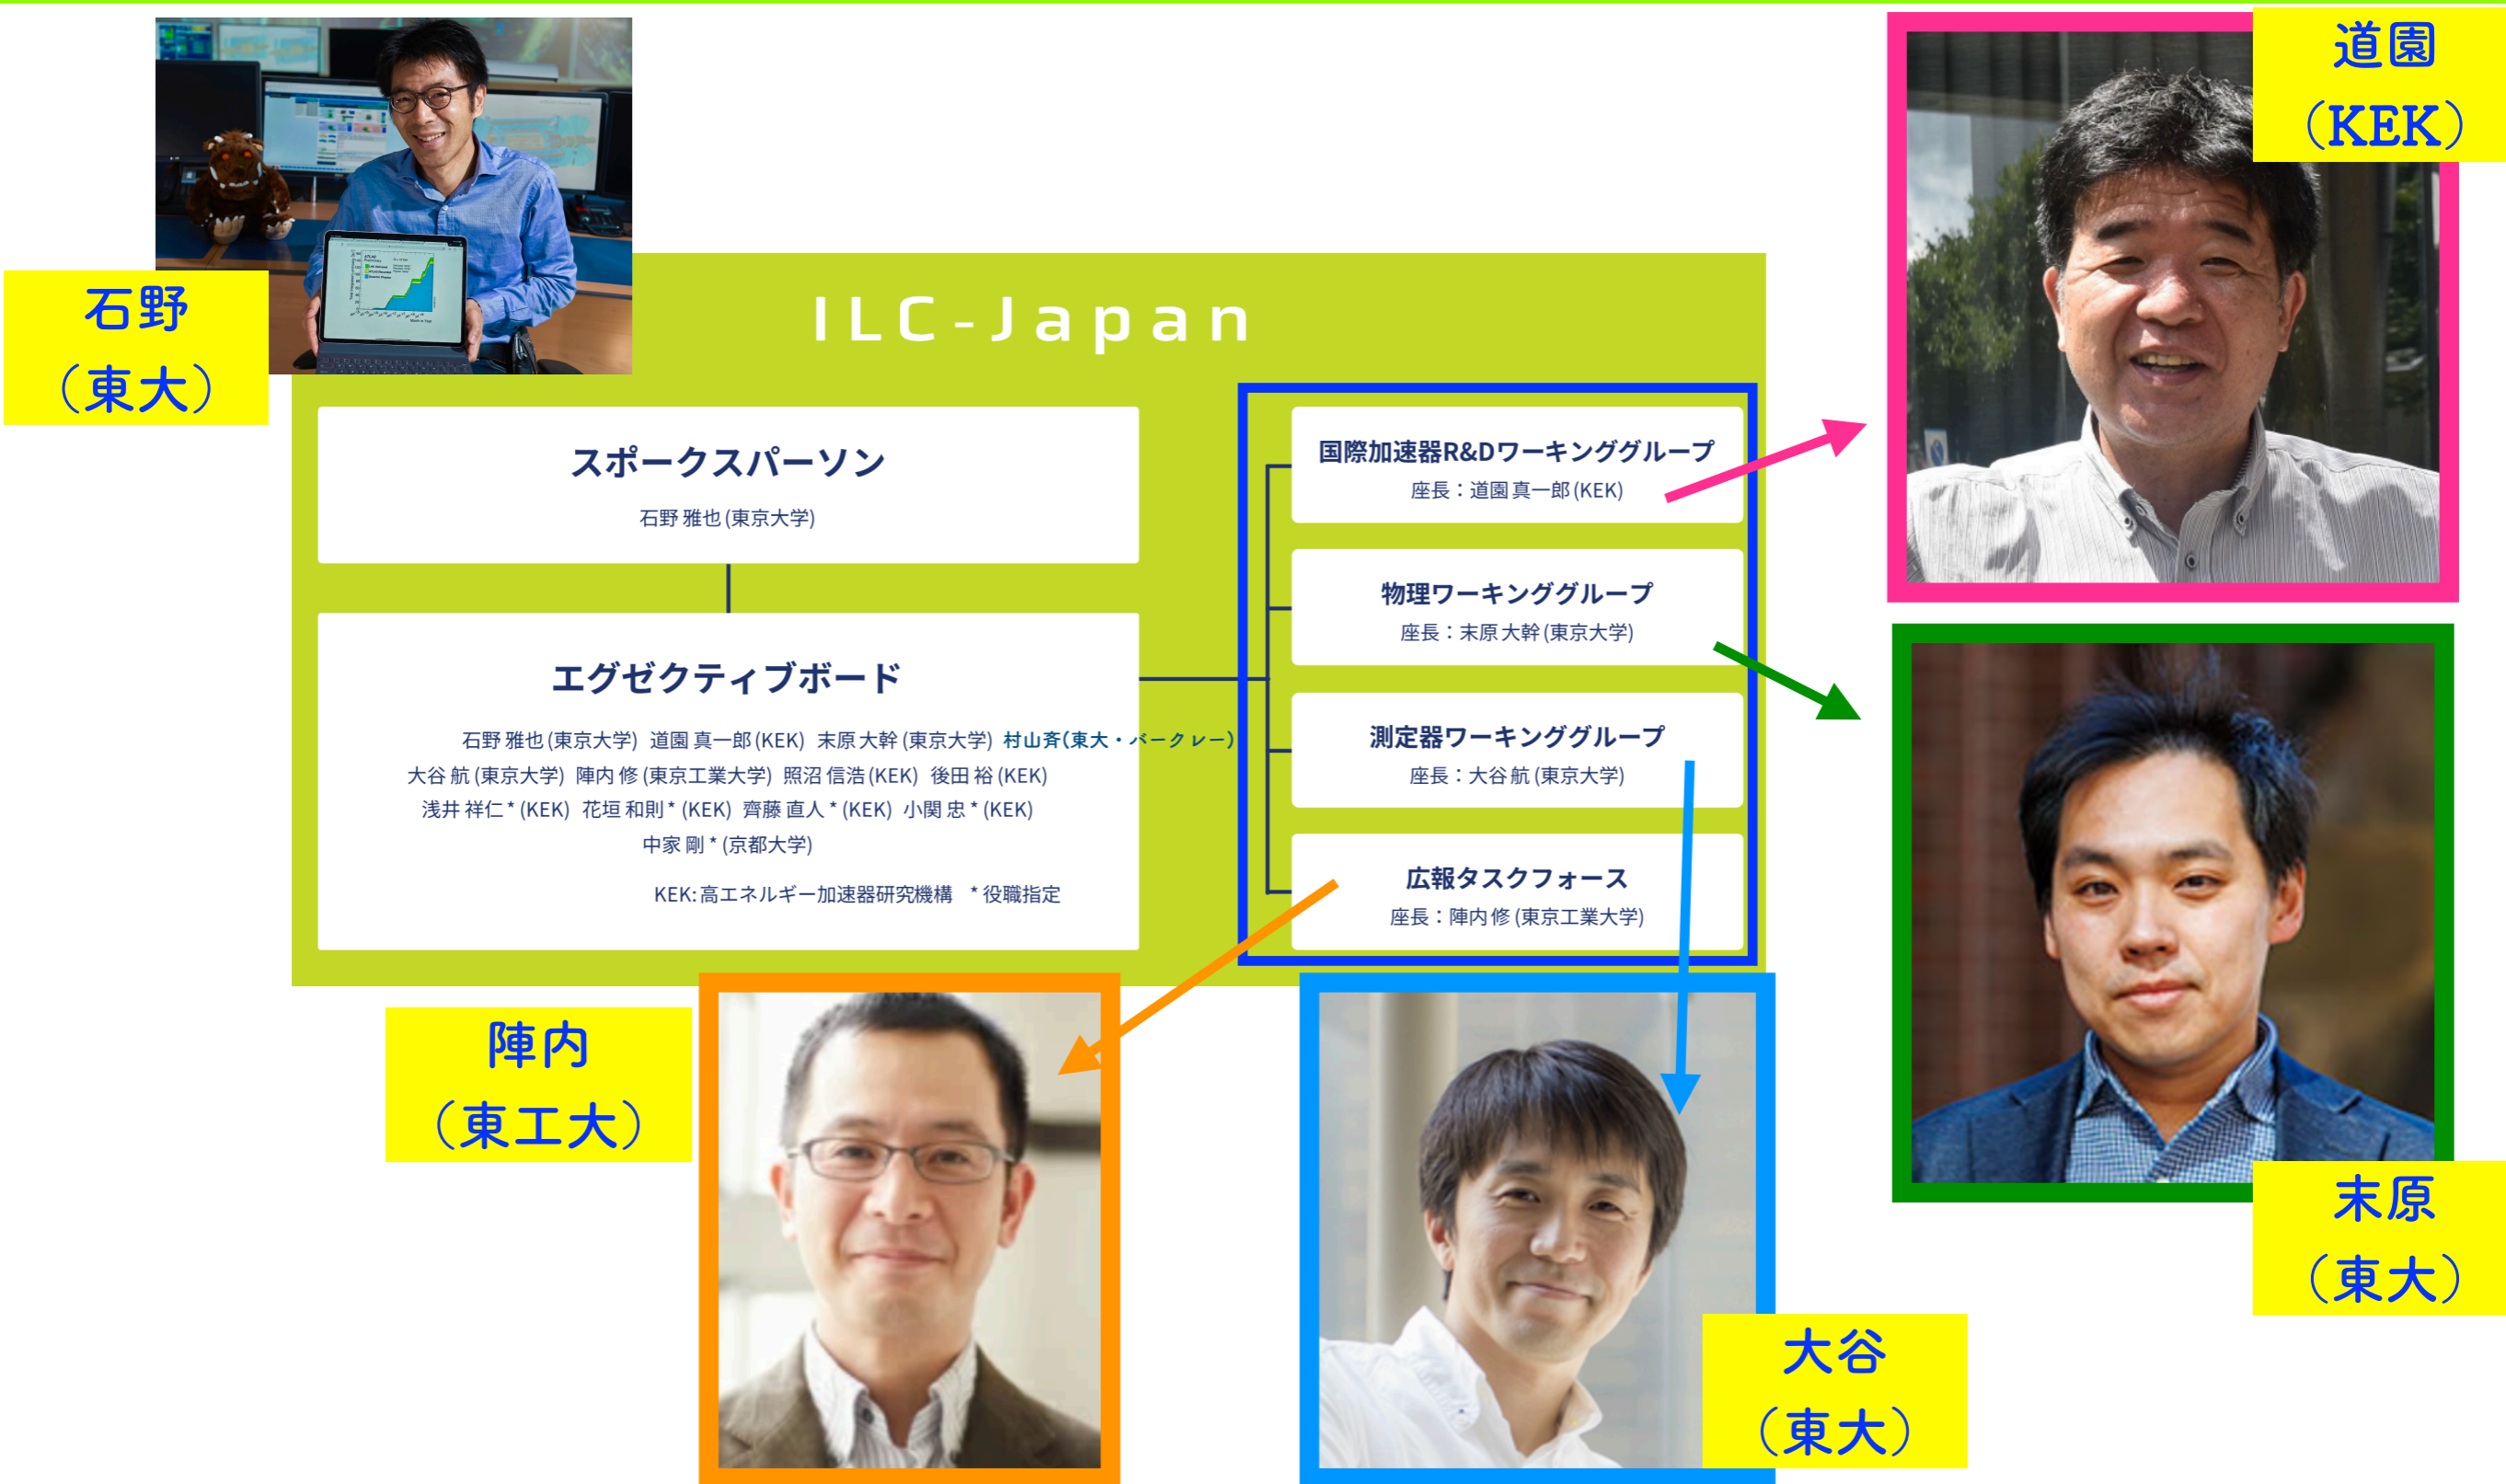 道園
（KEK）
石野
（東大）
ILC-Japan
スポークスパーソン
石野 雅也 (東京大学)
エグゼクティブボード
石野 雅也 (東京大学) 道園 真一郎 (KEK) 末原 大幹 (東京大学) 村山斉(東大・バークレー)
大谷 航 (東京大学) 陣内 修 (東京工業大学) 照沼 信浩 (KEK) 後田 裕 (KEK)
浅井 祥仁 * (KEK) 花垣 和則 * (KEK) 齊藤 直人 * (KEK) 小関 忠 * (KEK)
中家 剛 * (京都大学)
KEK: 高エネルギー加速器研究機構 * 役職指定
国際加速器R&Dワーキンググループ
座長：道園 真一郎 (KEK)
物理ワーキンググループ
座長：末原 大幹 (東京大学)
測定器ワーキンググループ
座長：大谷 航 (東京大学)
広報タスクフォース
座長：陣内 修 (東京工業大学)
陣内
（東工大）
大谷
（東大）
末原
（東大）